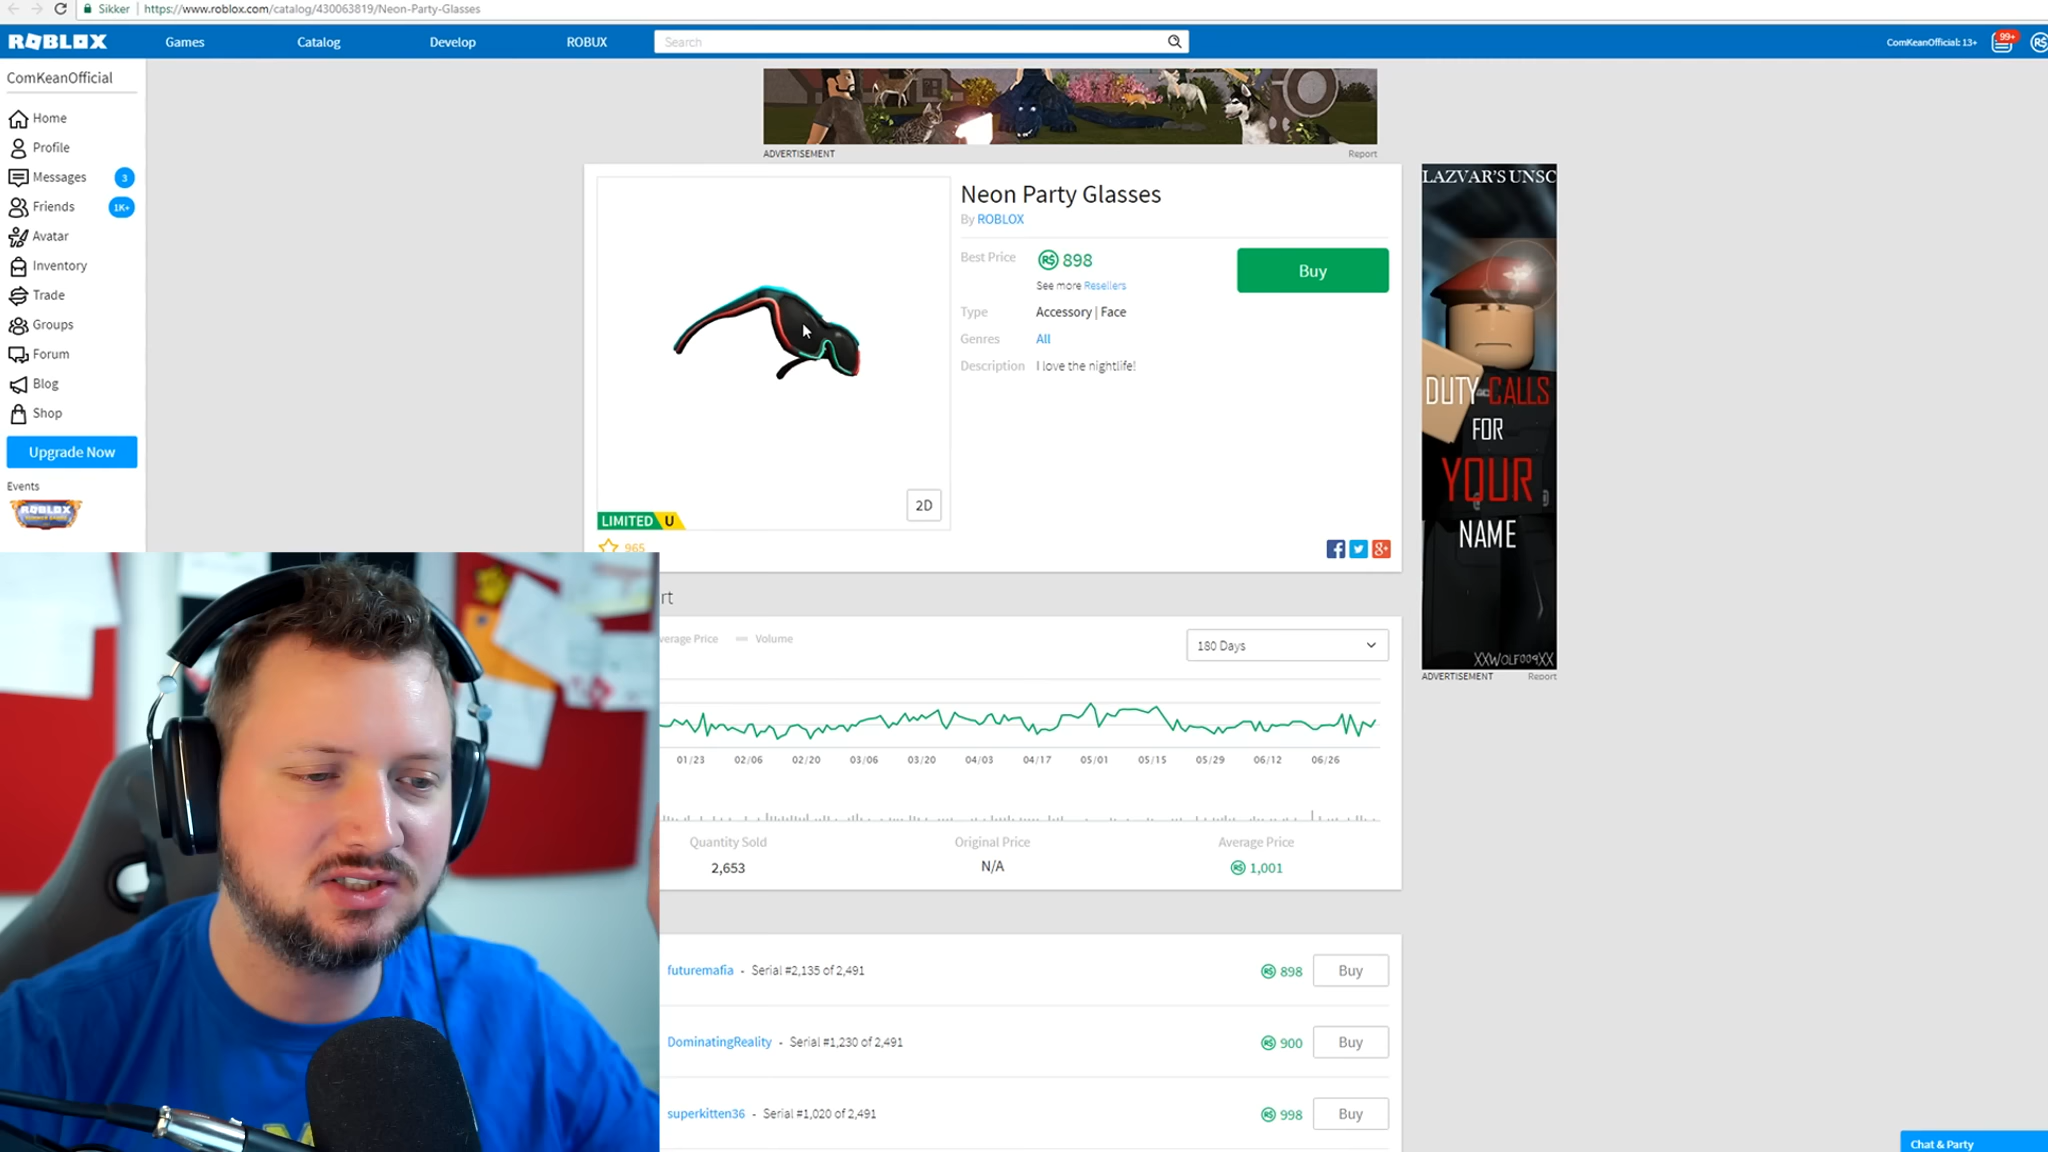 Sikker https://www.roblox.com/catalog/430063819/Neon-Party-Glasses
ROBLOX Games Catalog Develop ROBUX Search ComKeanOfficial: 13+ 99+ R$
ComKeanOfficial
Home
Profile
Messages 3
Friends 1K+
Avatar
Inventory
Trade
Groups
Forum
Blog
Shop
Upgrade Now
Events
ROBLOX
ADVERTISEMENT Report
Neon Party Glasses
By ROBLOX
Best Price R$ 898
See more Resellers
Buy
Type Accessory | Face
Genres All
Description I love the nightlife!
2D
LIMITED U
965
LAZVAR'S UNSC
DUTY CALLS
FOR
YOUR
NAME
XXWOLF009XX
ADVERTISEMENT Report
rt
verage Price Volume
180 Days
01/23 02/06 02/20 03/06 03/20 04/03 04/17 05/01 05/15 05/29 06/12 06/26
Quantity Sold Original Price Average Price
2,653 N/A R$ 1,001
futuremafia - Serial #2,135 of 2,491 R$ 898 Buy
DominatingReality - Serial #1,230 of 2,491 R$ 900 Buy
superkitten36 - Serial #1,020 of 2,491 R$ 998 Buy
Chat & Party